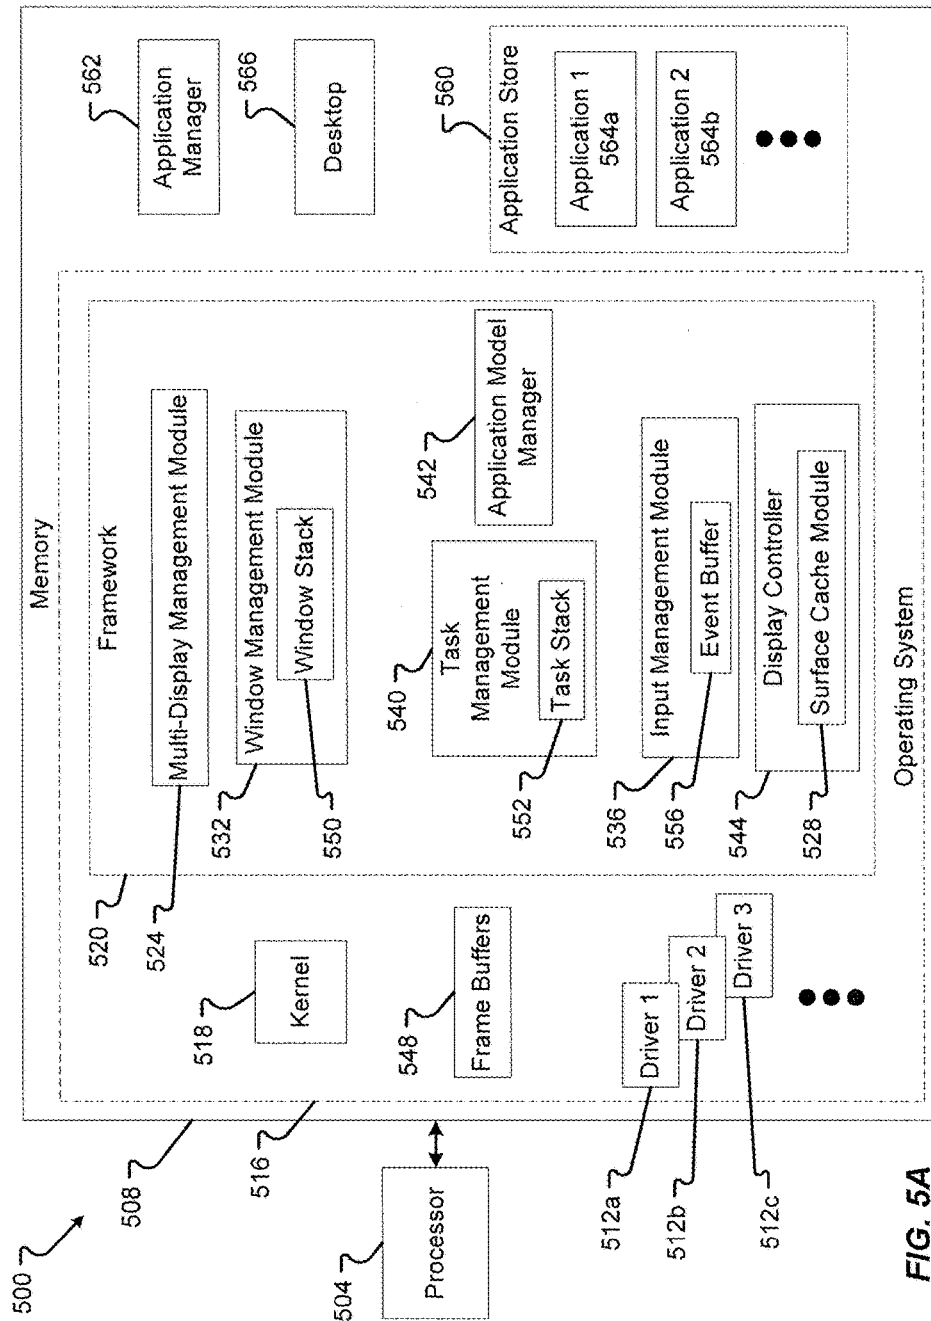 500
508
Memory
516
520
Framework
562
Application
Manager
524
Multi-Display Management Module
518
Kernel
532
Window Management Module
550
Window Stack
566
Desktop
504
Processor
548
Frame Buffers
540
Task
Management
Module
552
Task Stack
542
Application Model
Manager
560
Application Store
Application 1
564a
Application 2
564b
512a
Driver 1
512b
Driver 2
512c
Driver 3
536
Input Management Module
556
Event Buffer
544
Display Controller
528
Surface Cache Module
Operating System
FIG. 5A